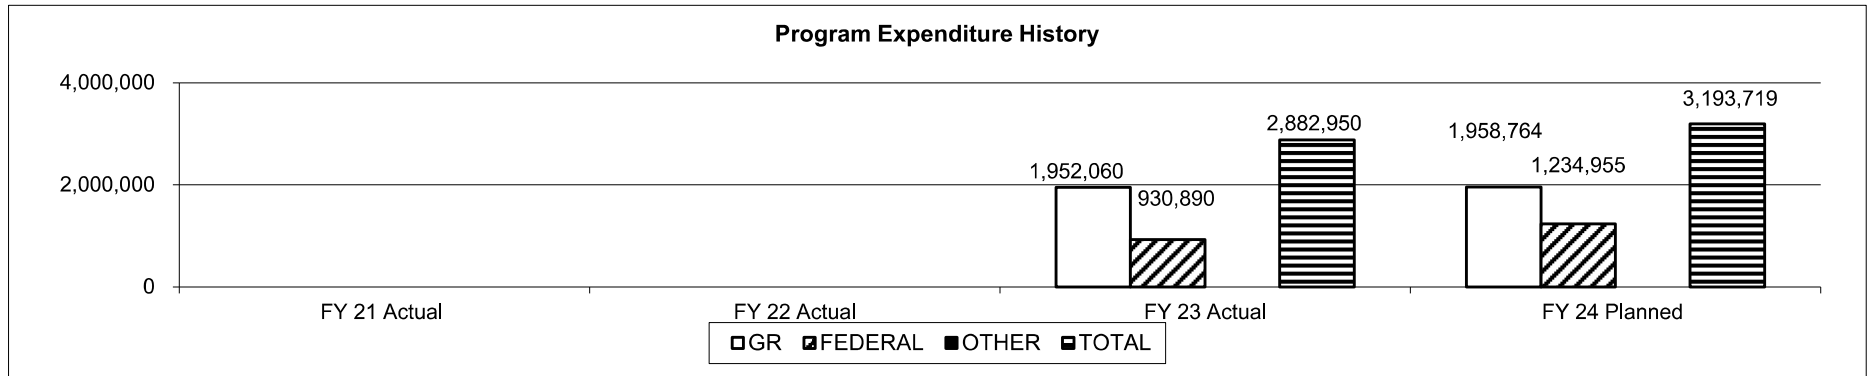 Program Expenditure History
4,000,000
2,000,000
0
1,952,060
930,890
2,882,950
1,958,764
1,234,955
3,193,719
FY 21 Actual
FY 22 Actual
FY 23 Actual
FY 24 Planned
GR FEDERAL OTHER TOTAL